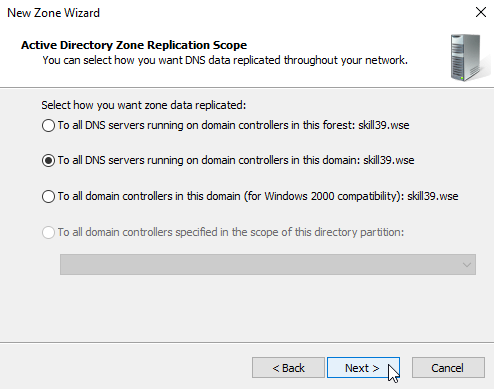 New Zone Wizard
Active Directory Zone Replication Scope
You can select how you want DNS data replicated throughout your network.
Select how you want zone data replicated:
To all DNS servers running on domain controllers in this forest: skill39.wse
To all DNS servers running on domain controllers in this domain: skill39.wse
To all domain controllers in this domain (for Windows 2000 compatibility): skill39.wse
To all domain controllers specified in the scope of this directory partition:
< Back
Next >
Cancel